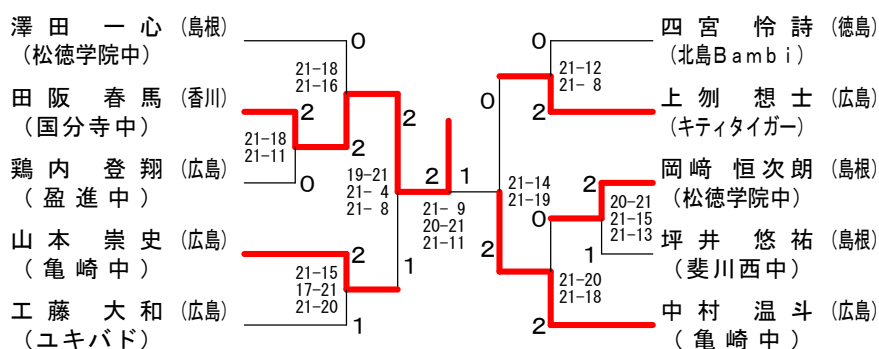 澤田 一心 (島根)
(松徳学院中)
田阪 春馬 (香川)
(国分寺中)
鶏内 登翔 (広島)
(盈進中)
山本 崇史 (広島)
(亀崎中)
工藤 大和 (広島)
(ユキバド)
0
21-18
21-16
2
2
21-18
21-11
0
2
19-21
21- 4
21- 8
2
21-15
17-21
21-20
1
1
2
1
21- 9
20-21
21-11
0
0
21-12
21- 8
2
21-14
21-19
2
2
0
20-21
21-15
21-13
1
21-20
21-18
2
四宮 怜詩 (徳島)
(北島Bambi)
上刎 想士 (広島)
(キティタイガー)
岡﨑 恒次朗 (島根)
(松徳学院中)
坪井 悠祐 (島根)
(斐川西中)
中村 温斗 (広島)
(亀崎中)